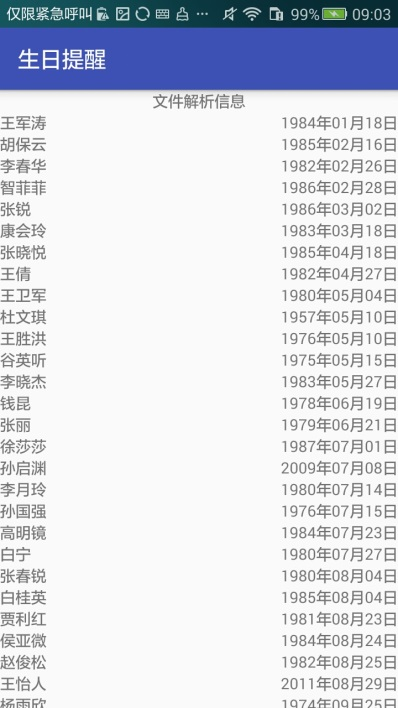 仅限紧急呼叫 ... 99% 09:03
生日提醒
文件解析信息
王军涛 1984年01月18日
胡保云 1985年02月16日
李春华 1982年02月26日
智菲菲 1986年02月28日
张锐 1986年03月02日
康会玲 1983年03月18日
张晓悦 1985年04月18日
王倩 1982年04月27日
王卫军 1980年05月04日
杜文琪 1957年05月10日
王胜洪 1976年05月10日
谷英听 1975年05月15日
李晓杰 1983年05月27日
钱昆 1978年06月19日
张丽 1979年06月21日
徐莎莎 1987年07月01日
孙启渊 2009年07月08日
李月玲 1980年07月14日
孙国强 1976年07月15日
高明镜 1984年07月23日
白宁 1980年07月27日
张春锐 1980年08月04日
白桂英 1985年08月04日
贾利红 1981年08月23日
侯亚微 1984年08月24日
赵俊松 1982年08月25日
王怡人 2011年08月29日
杨雨欣 1974年09月25日